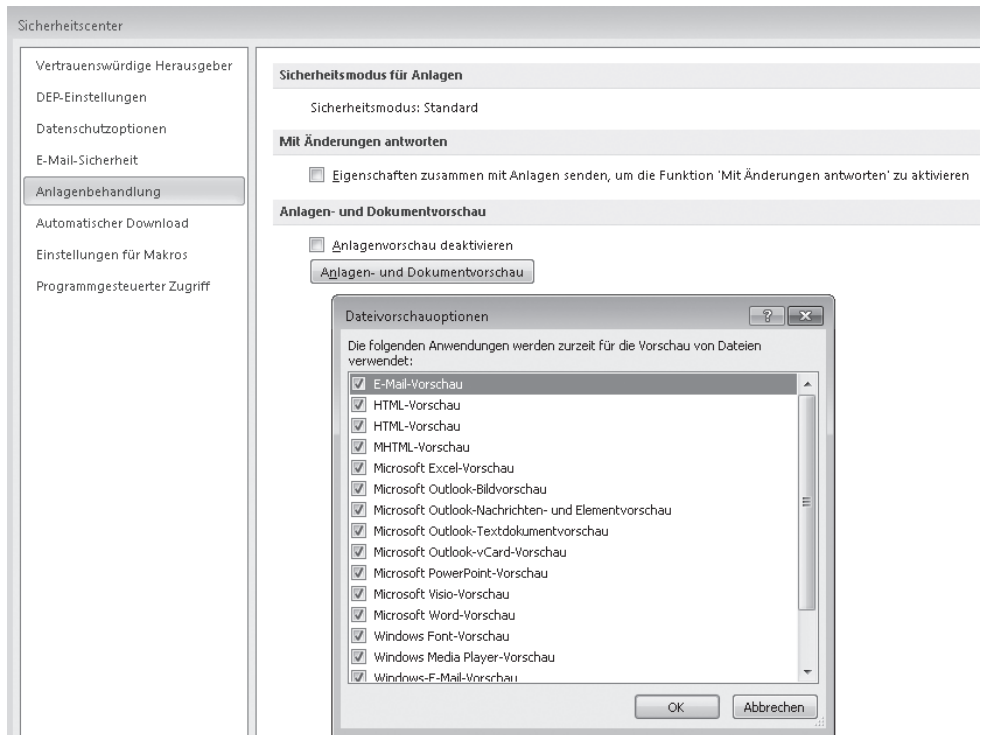 Sicherheitscenter
Vertrauenswürdige Herausgeber
DEP-Einstellungen
Datenschutzoptionen
E-Mail-Sicherheit
Anlagenbehandlung
Automatischer Download
Einstellungen für Makros
Programmgesteuerter Zugriff
Sicherheitsmodus für Anlagen
Sicherheitsmodus: Standard
Mit Änderungen antworten
Eigenschaften zusammen mit Anlagen senden, um die Funktion 'Mit Änderungen antworten' zu aktivieren
Anlagen- und Dokumentvorschau
Anlagenvorschau deaktivieren
Anlagen- und Dokumentvorschau
Dateivorschauoptionen
Die folgenden Anwendungen werden zurzeit für die Vorschau von Dateien
verwendet:
E-Mail-Vorschau
HTML-Vorschau
HTML-Vorschau
MHTML-Vorschau
Microsoft Excel-Vorschau
Microsoft Outlook-Bildvorschau
Microsoft Outlook-Nachrichten- und Elementvorschau
Microsoft Outlook-Textdokumentvorschau
Microsoft Outlook-vCard-Vorschau
Microsoft PowerPoint-Vorschau
Microsoft Visio-Vorschau
Microsoft Word-Vorschau
Windows Font-Vorschau
Windows Media Player-Vorschau
Windows-E-Mail-Vorschau
OK
Abbrechen